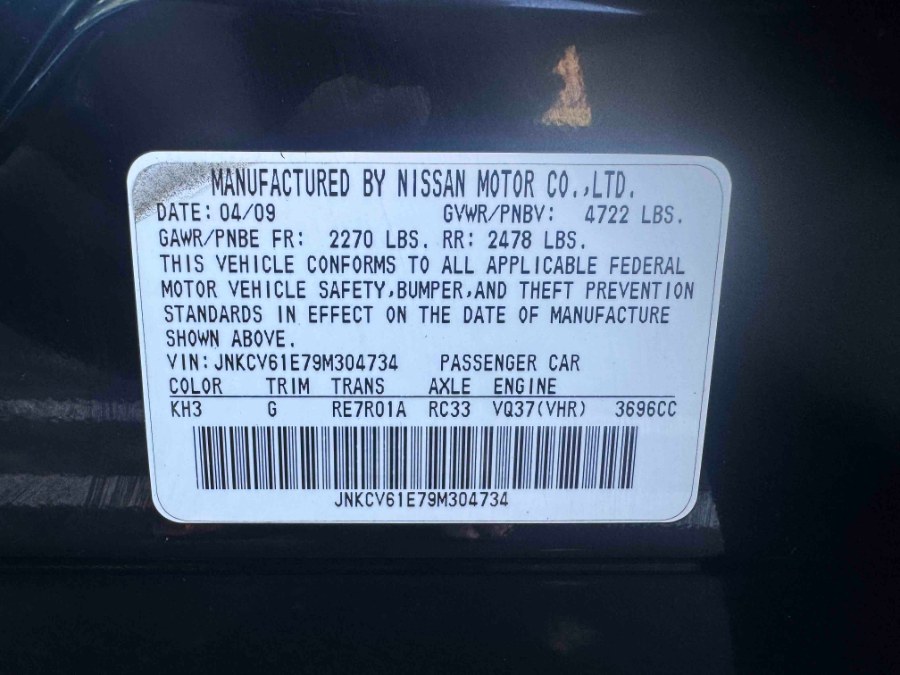 MANUFACTURED BY NISSAN MOTOR CO.,LTD.
DATE: 04/09 GVWR/PNBV: 4722 LBS.
GAWR/PNBE FR: 2270 LBS. RR: 2478 LBS.
THIS VEHICLE CONFORMS TO ALL APPLICABLE FEDERAL
MOTOR VEHICLE SAFETY,BUMPER,AND THEFT PREVENTION
STANDARDS IN EFFECT ON THE DATE OF MANUFACTURE
SHOWN ABOVE.
VIN:JNKCV61E79M304734 PASSENGER CAR
COLOR TRIM TRANS AXLE ENGINE
KH3 G RE7R01A RC33 VQ37(VHR) 3696CC
JNKCV61E79M304734